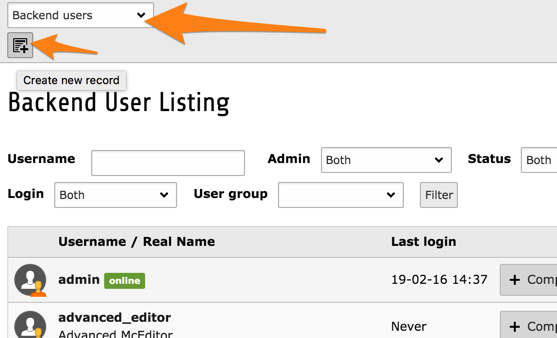 Backend users
Create new record
Backend User Listing
Username Admin Both Status Both
Login Both User group Filter
Username / Real Name Last login
admin online 19-02-16 14:37 + Comp
advanced_editor
Advanced McEditor Never + Comp